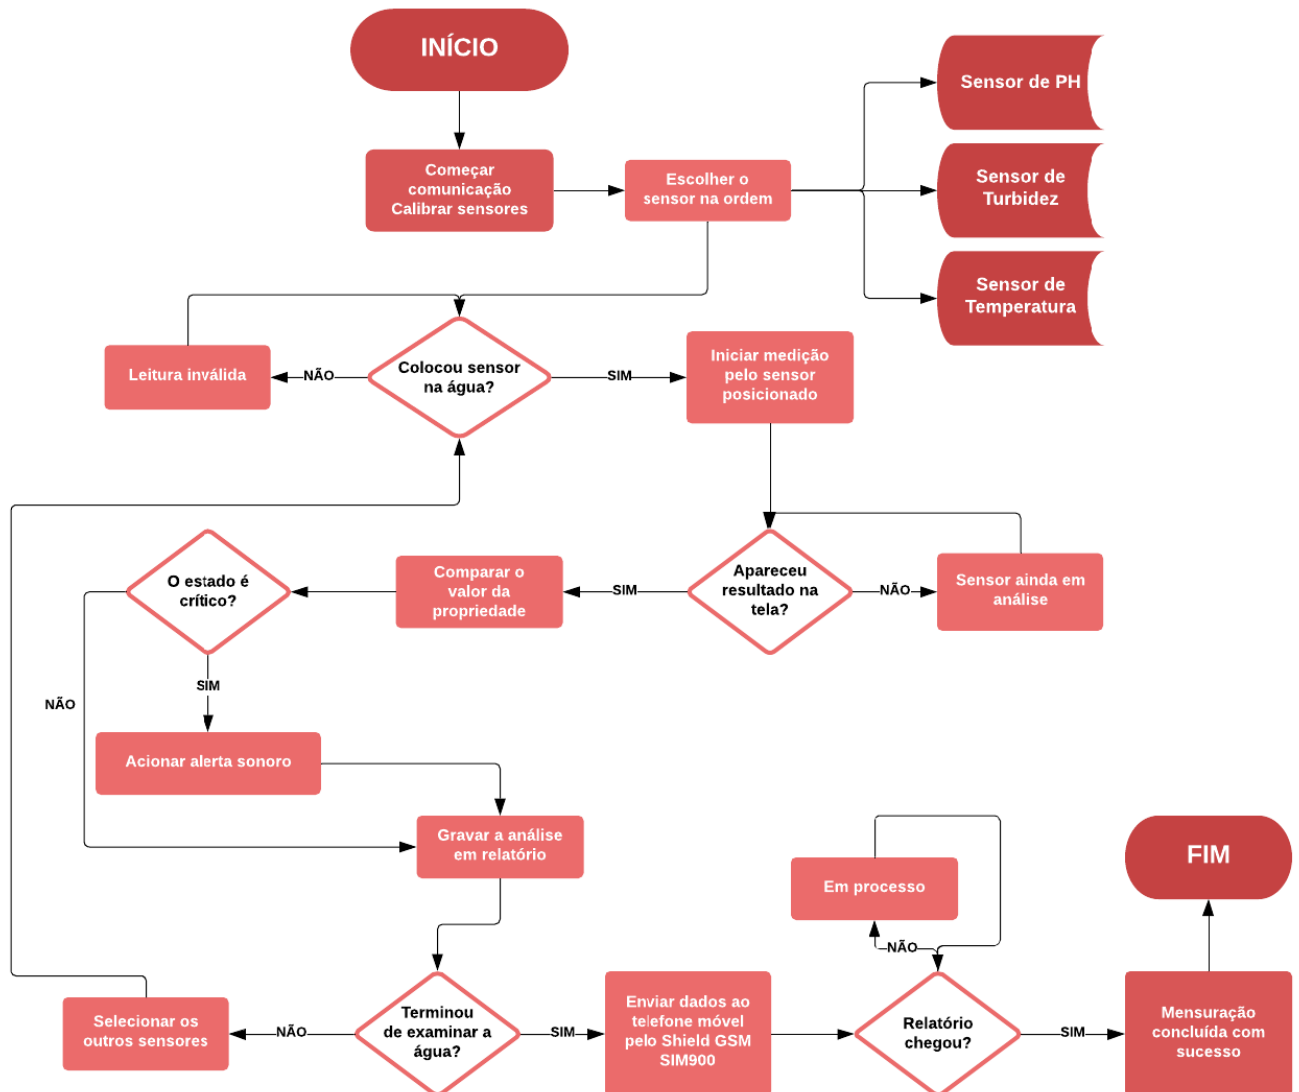 INÍCIO
Sensor de PH
Começar
comunicação
Calibrar sensores
Escolher o
sensor na ordem
Sensor de
Turbidez
Sensor de
Temperatura
Leitura inválida
NÃO
Colocou sensor
na água?
SIM
Iniciar medição
pelo sensor
posicionado
O estado é
crítico?
Comparar o
valor da
propriedade
SIM
Apareceu
resultado na
tela?
NÃO
Sensor ainda em
análise
SIM
NÃO
Acionar alerta sonoro
Gravar a análise
em relatório
Em processo
FIM
NÃO
Selecionar os
outros sensores
NÃO
Terminou
de examinar a
água?
SIM
Enviar dados ao
telefone móvel
pelo Shield GSM
SIM900
Relatório
chegou?
SIM
Mensuração
concluída com
sucesso